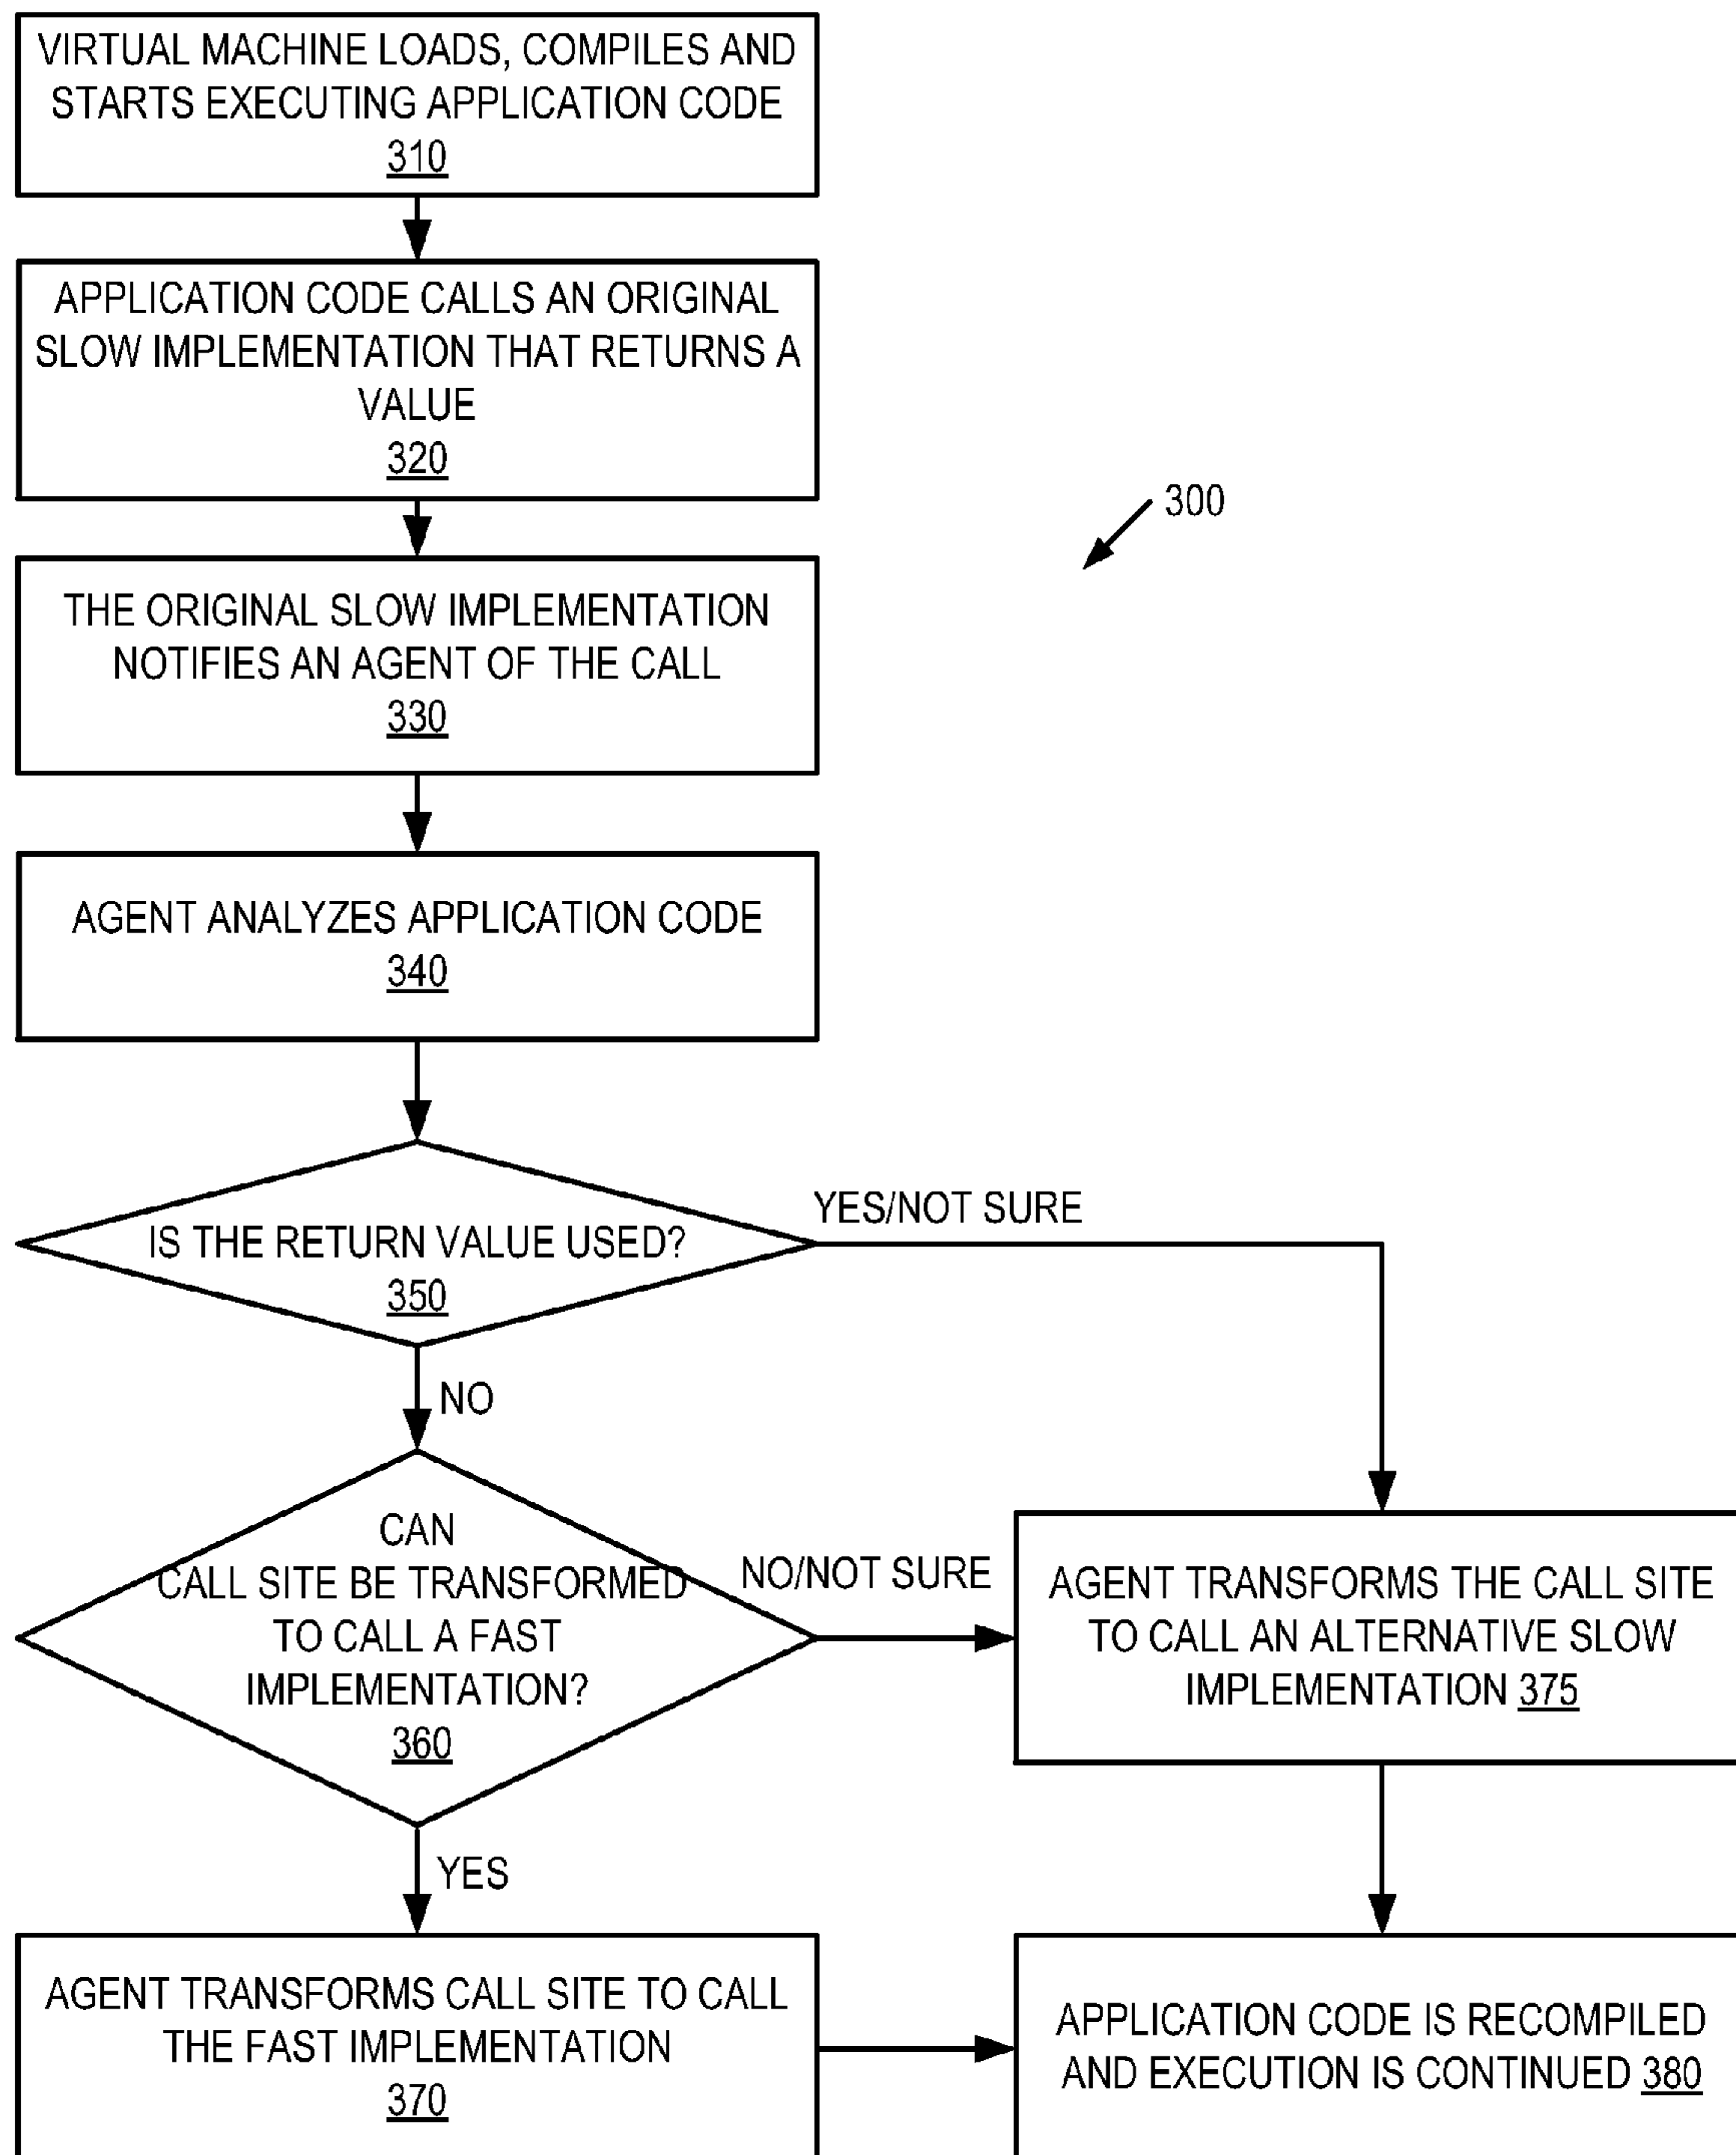 VIRTUAL MACHINE LOADS, COMPILES AND
STARTS EXECUTING APPLICATION CODE
310
APPLICATION CODE CALLS AN ORIGINAL
SLOW IMPLEMENTATION THAT RETURNS A
VALUE
320
300
THE ORIGINAL SLOW IMPLEMENTATION
NOTIFIES AN AGENT OF THE CALL
330
AGENT ANALYZES APPLICATION CODE
340
YES/NOT SURE
IS THE RETURN VALUE USED?
350
NO
CAN
CALL SITE BE TRANSFORMED
TO CALL A FAST
IMPLEMENTATION?
360
NO/NOT SURE
AGENT TRANSFORMS THE CALL SITE
TO CALL AN ALTERNATIVE SLOW
IMPLEMENTATION 375
YES
AGENT TRANSFORMS CALL SITE TO CALL
THE FAST IMPLEMENTATION
370
APPLICATION CODE IS RECOMPILED
AND EXECUTION IS CONTINUED 380